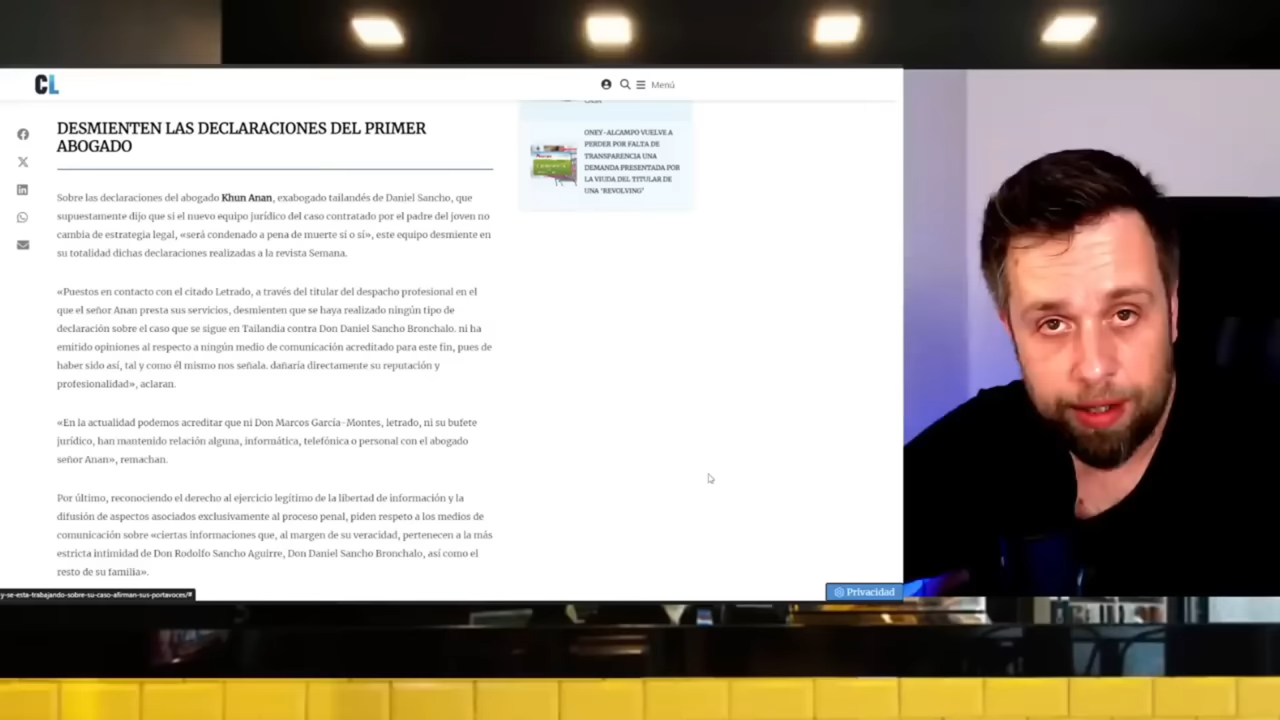 CL
Menú
DESMIENTEN LAS DECLARACIONES DEL PRIMER
ABOGADO
Sobre las declaraciones del abogado Khun Anan, exabogado tailandés de Daniel Sancho, que
supuestamente dijo que si el nuevo equipo jurídico del caso contratado por el padre del joven no
cambia de estrategia legal, «será condenado a pena de muerte sí o sí», este equipo desmiente en
su totalidad dichas declaraciones realizadas a la revista Semana.
«Puestos en contacto con el citado Letrado, a través del titular del despacho profesional en el
que el señor Anan presta sus servicios, desmienten que se haya realizado ningún tipo de
declaración sobre el caso que se sigue en Tailandia contra Don Daniel Sancho Bronchalo. ni ha
emitido opiniones al respecto a ningún medio de comunicación acreditado para este fin, pues de
haber sido así, tal y como él mismo nos señala. dañaría directamente su reputación y
profesionalidad», aclaran.
«En la actualidad podemos acreditar que ni Don Marcos García-Montes, letrado, ni su bufete
jurídico, han mantenido relación alguna, informática, telefónica o personal con el abogado
señor Anan», remachan.
Por último, reconociendo el derecho al ejercicio legítimo de la libertad de información y la
difusión de aspectos asociados exclusivamente al proceso penal, piden respeto a los medios de
comunicación sobre «ciertas informaciones que, al margen de su veracidad, pertenecen a la más
estricta intimidad de Don Rodolfo Sancho Aguirre, Don Daniel Sancho Bronchalo, así como el
resto de su familia».
ONEY-ALCAMPO VUELVE A
PERDER POR FALTA DE
TRANSPARENCIA UNA
DEMANDA PRESENTADA POR
LA VIUDA DEL TITULAR DE
UNA "REVOLVING"
y-se-esta-trabajando-sobre-su-caso-afirman-sus-portavoces/#
Privacidad